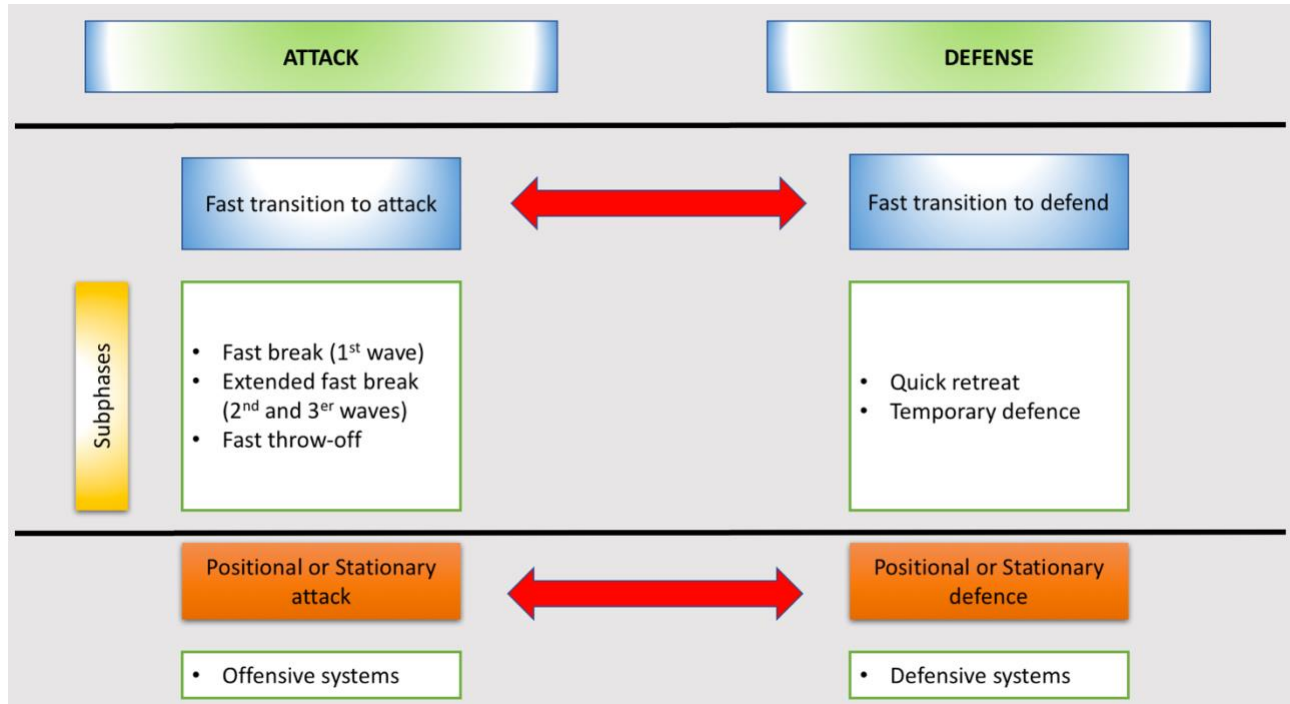 ATTACK
DEFENSE
Fast transition to attack
Fast transition to defend
Subphases
• Fast break (1st wave)
• Extended fast break
(2nd and 3er waves)
• Fast throw-off
• Quick retreat
• Temporary defence
Positional or Stationary
attack
Positional or Stationary
defence
• Offensive systems
• Defensive systems